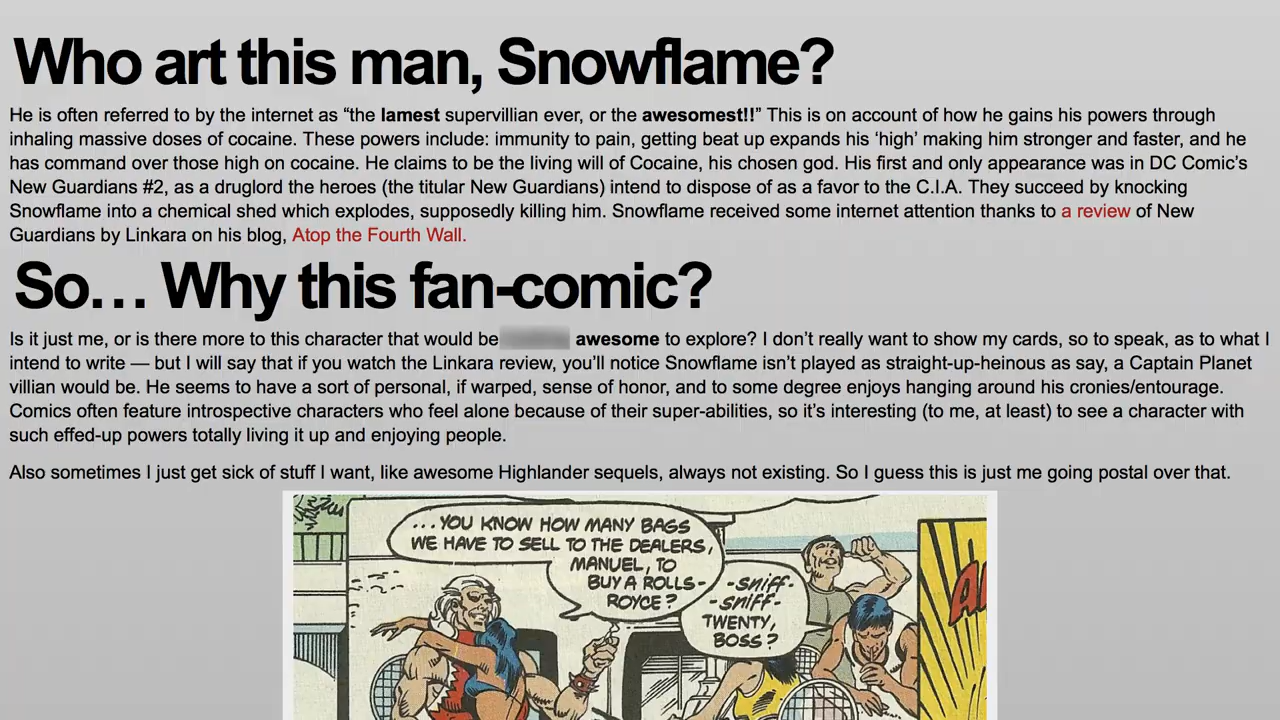 Who art this man, Snowflame?
He is often referred to by the internet as “the lamest supervillian ever, or the awesomest!!” This is on account of how he gains his powers through
inhaling massive doses of cocaine. These powers include: immunity to pain, getting beat up expands his ‘high’ making him stronger and faster, and he
has command over those high on cocaine. He claims to be the living will of Cocaine, his chosen god. His first and only appearance was in DC Comic’s
New Guardians #2, as a druglord the heroes (the titular New Guardians) intend to dispose of as a favor to the C.I.A. They succeed by knocking
Snowflame into a chemical shed which explodes, supposedly killing him. Snowflame received some internet attention thanks to a review of New
Guardians by Linkara on his blog, Atop the Fourth Wall.
So… Why this fan-comic?
Is it just me, or is there more to this character that would be awesome to explore? I don’t really want to show my cards, so to speak, as to what I
intend to write — but I will say that if you watch the Linkara review, you’ll notice Snowflame isn’t played as straight-up-heinous as say, a Captain Planet
villian would be. He seems to have a sort of personal, if warped, sense of honor, and to some degree enjoys hanging around his cronies/entourage.
Comics often feature introspective characters who feel alone because of their super-abilities, so it’s interesting (to me, at least) to see a character with
such effed-up powers totally living it up and enjoying people.
Also sometimes I just get sick of stuff I want, like awesome Highlander sequels, always not existing. So I guess this is just me going postal over that.
...YOU KNOW HOW MANY BAGS
WE HAVE TO SELL TO THE DEALERS,
MANUEL, TO
BUY A ROLLS-
ROYCE?
-SNIFF-
-SNIFF-
TWENTY,
BOSS?